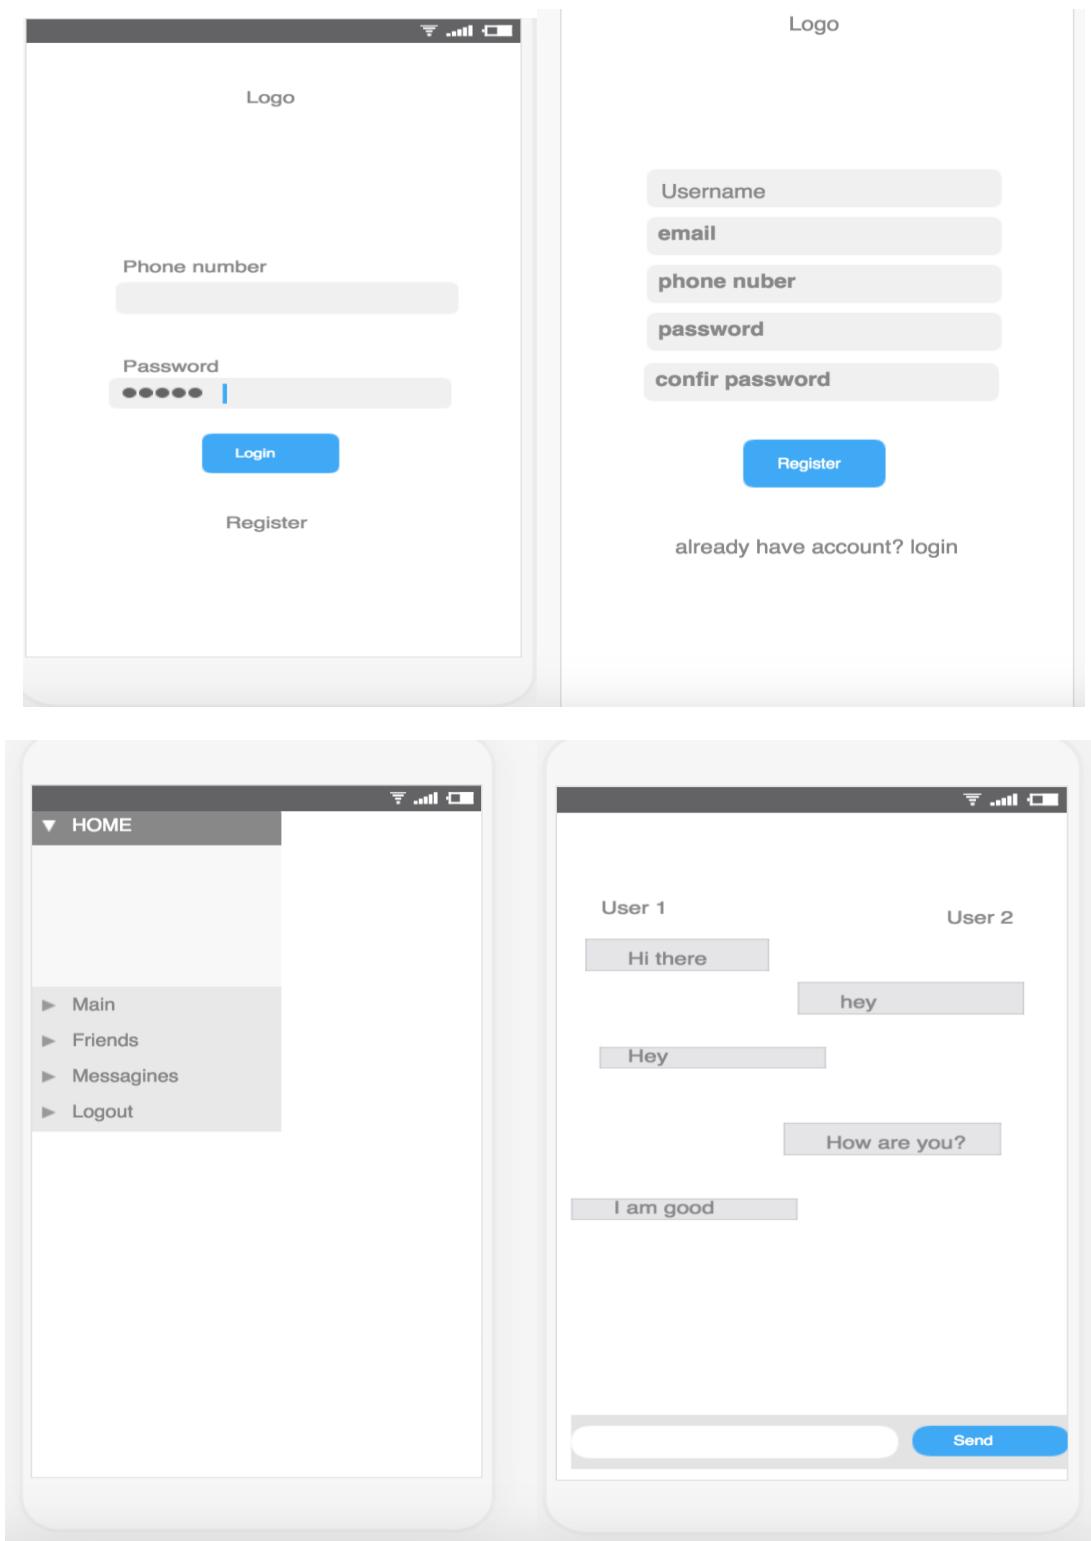 Logo
Phone number
Password
Login
Register
Logo
Username
email
phone nuber
password
confir password
Register
already have account? login
HOME
Main
Friends
Messagines
Logout
User 1
User 2
Hi there
hey
Hey
How are you?
I am good
Send